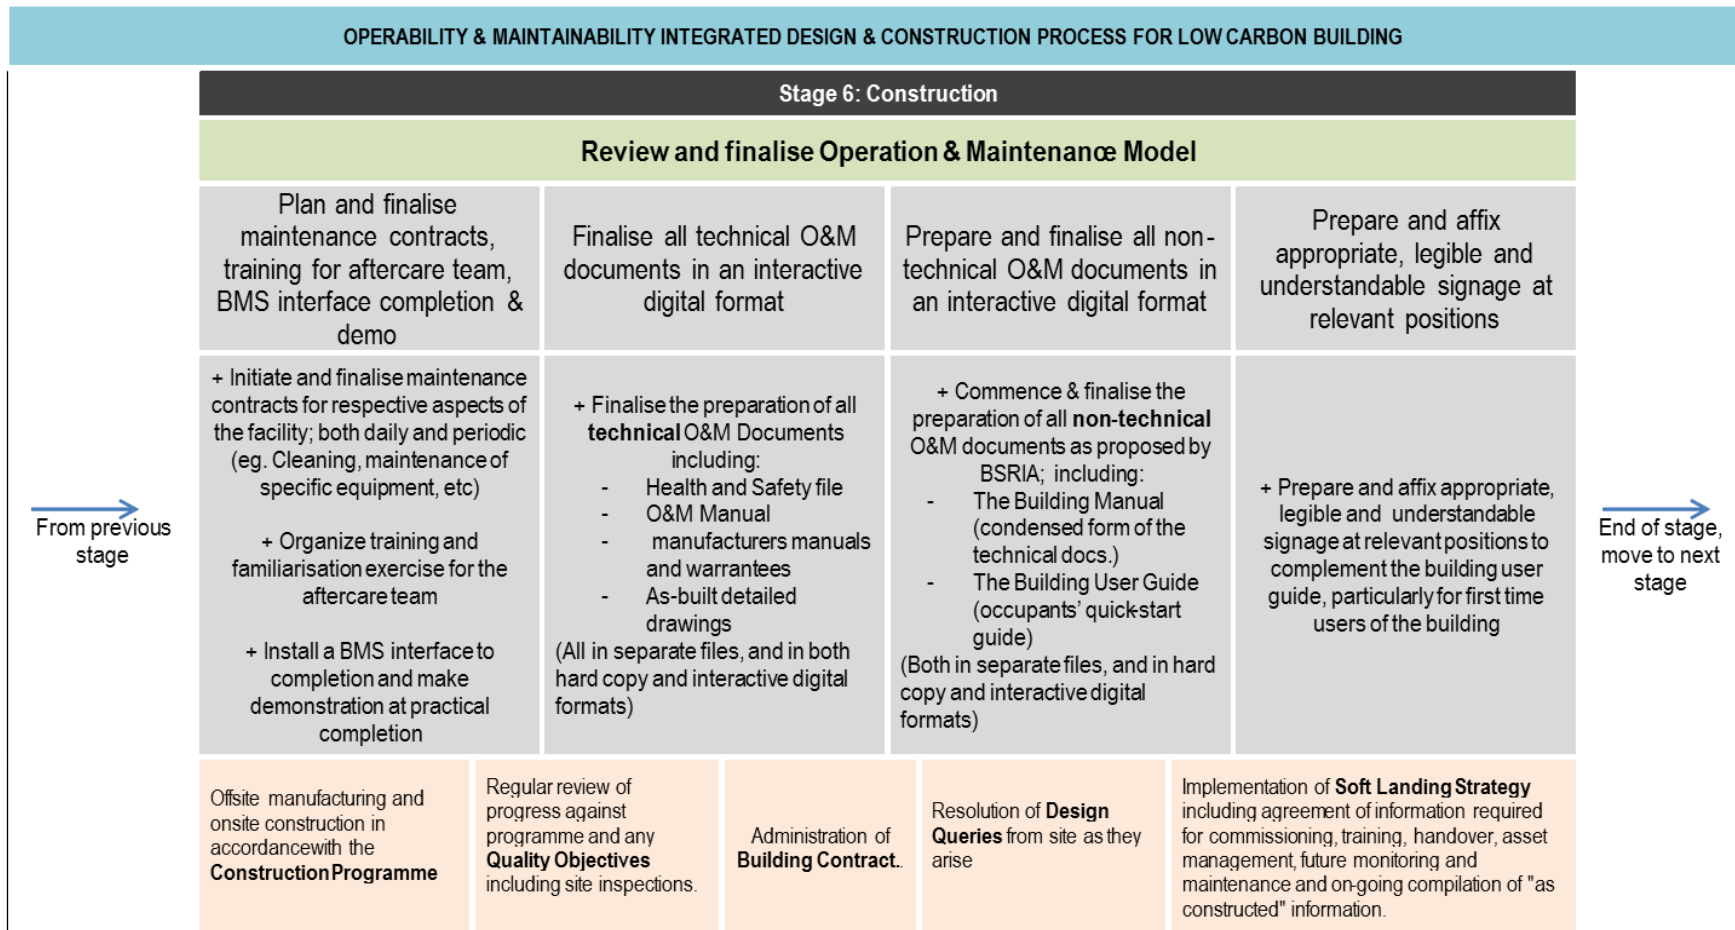 OPERABILITY & MAINTAINABILITY INTEGRATED DESIGN & CONSTRUCTION PROCESS FOR LOW CARBON BUILDING
Stage 6: Construction
Review and finalise Operation & Maintenance Model
Plan and finalise
maintenance contracts,
training for aftercare team,
BMS interface completion &
demo
Finalise all technical O&M
documents in an interactive
digital format
Prepare and finalise all non-
technical O&M documents in
an interactive digital format
Prepare and affix
appropriate, legible and
understandable signage at
relevant positions
From previous
stage
+ Initiate and finalise maintenance
contracts for respective aspects of
the facility; both daily and periodic
(eg. Cleaning, maintenance of
specific equipment, etc)
+ Organize training and
familiarisation exercise for the
aftercare team
+ Install a BMS interface to
completion and make
demonstration at practical
completion
+ Finalise the preparation of all
technical O&M Documents
including:
- Health and Safety file
- O&M Manual
- manufacturers manuals
and warrantees
- As-built detailed
drawings
(All in separate files, and in both
hard copy and interactive digital
formats)
+ Commence & finalise the
preparation of all non-technical
O&M documents as proposed by
BSRIA; including:
- The Building Manual
(condensed form of the
technical docs.)
- The Building User Guide
(occupants' quick-start
guide)
(Both in separate files, and in hard
copy and interactive digital
formats)
+ Prepare and affix appropriate,
legible and understandable
signage at relevant positions to
complement the building user
guide, particularly for first time
users of the building
End of stage,
move to next
stage
Offsite manufacturing and
onsite construction in
accordancewith the
Construction Programme
Regular review of
progress against
programme and any
Quality Objectives
including site inspections.
Administration of
Building Contract..
Resolution of Design
Queries from site as they
arise
Implementation of Soft Landing Strategy
including agreement of information required
for commissioning, training, handover, asset
management, future monitoring and
maintenance and on-going compilation of "as
constructed" information.